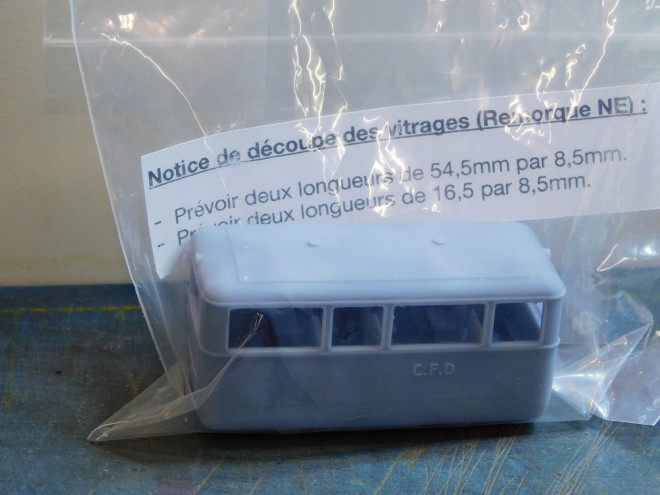 Notice de découpe des vitrages (Remorque NE) :
- Prévoir deux longueurs de 54,5mm par 8,5mm.
- Prévoir deux longueurs de 16,5 par 8,5mm.
C.F.D